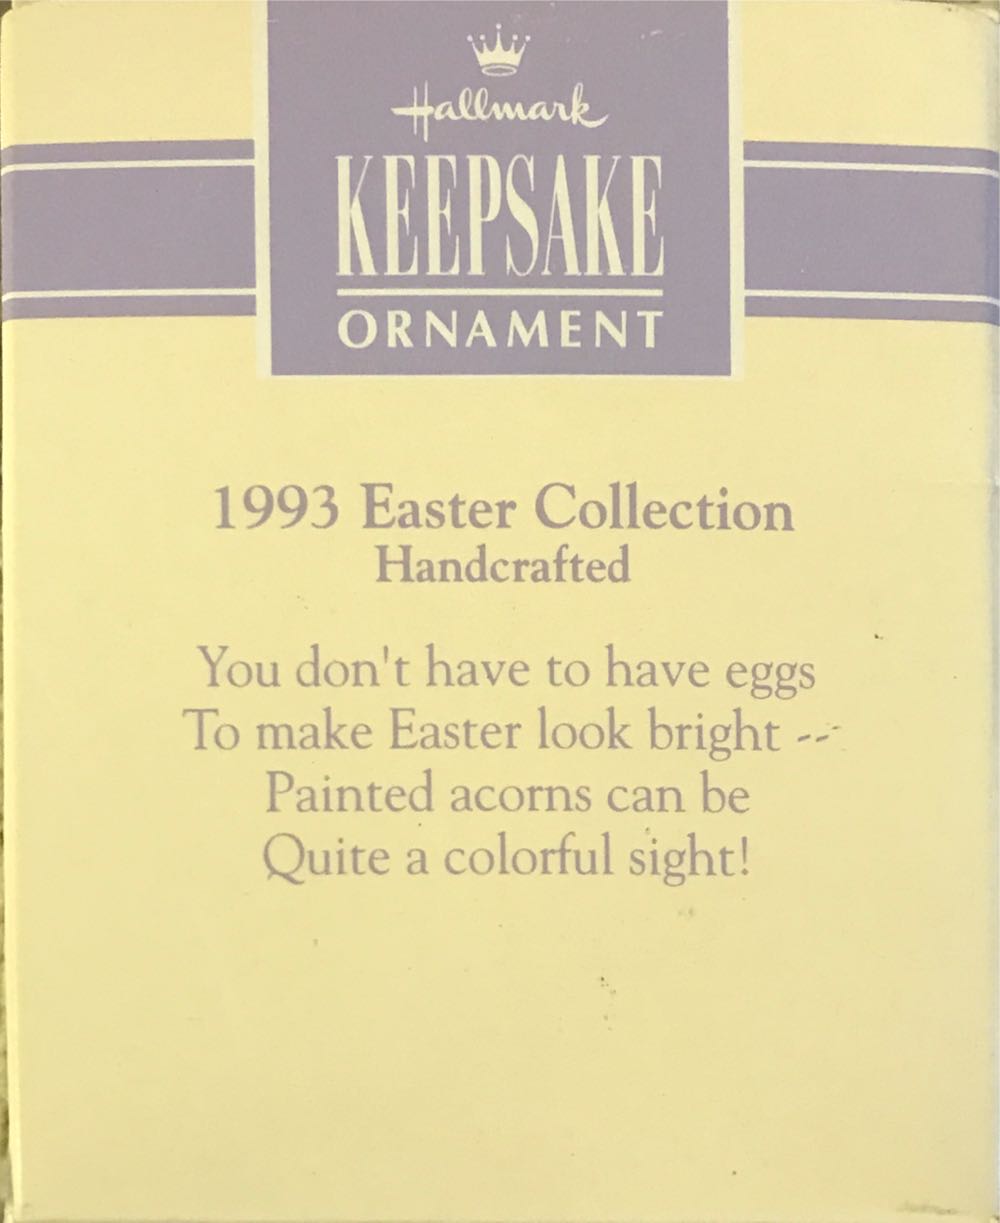 Hallmark
KEEPSAKE
ORNAMENT
1993 Easter Collection
Handcrafted
You don't have to have eggs
To make Easter look bright --
Painted acorns can be
Quite a colorful sight!